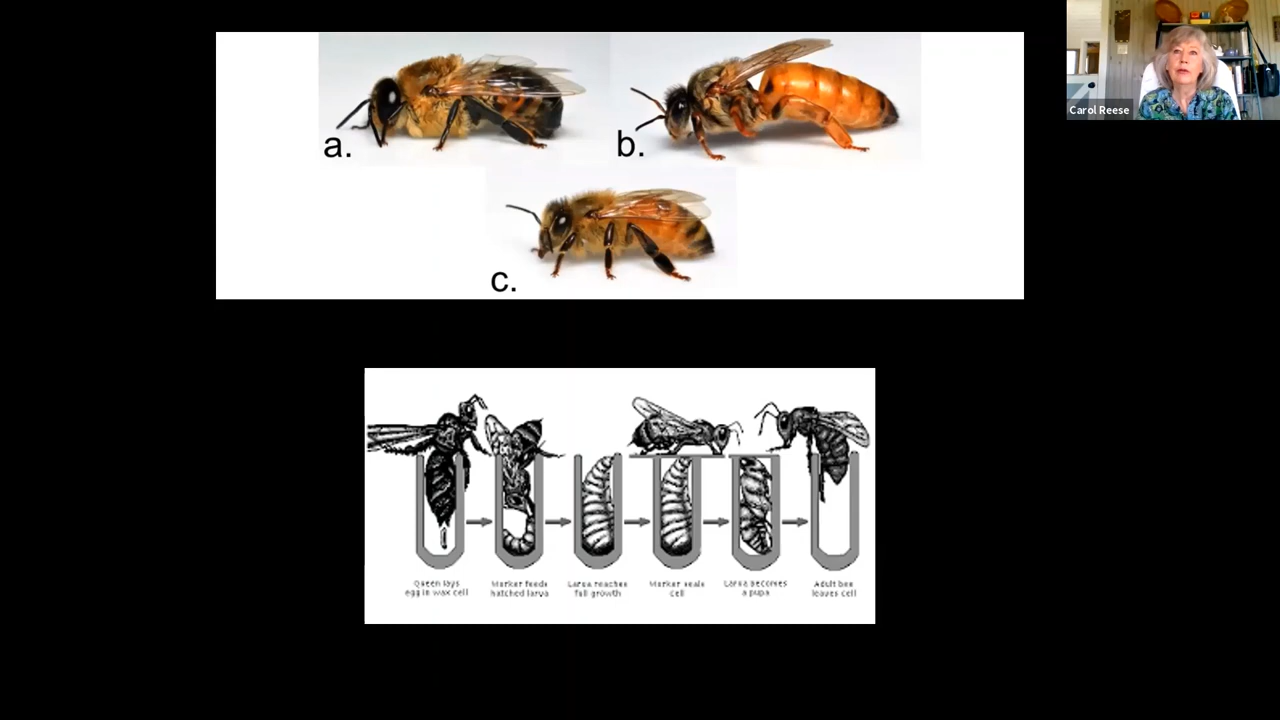 Carol Reese
a.
b.
c.
Queen lays
egg in wax cell
Worker feeds
hatched larva
Larva reaches
full growth
Worker seals
cell
Larva becomes
a pupa
Adult bee
leaves cell